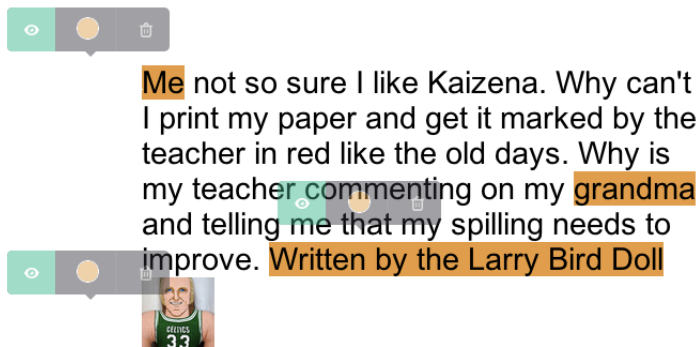 Me not so sure I like Kaizena. Why can't
I print my paper and get it marked by the
teacher in red like the old days. Why is
my teacher commenting on my grandma
and telling me that my spilling needs to
improve. Written by the Larry Bird Doll
CELTICS
33